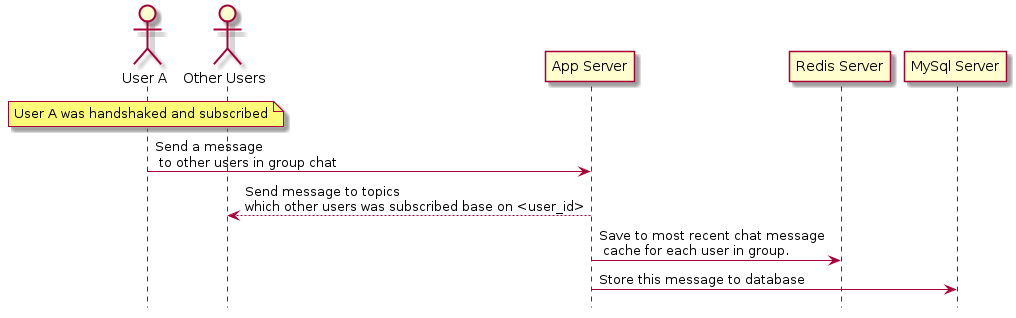 User A
Other Users
App Server
Redis Server
MySql Server
User A was handshaked and subscribed
Send a message
to other users in group chat
Send message to topics
which other users was subscribed base on <user_id>
Save to most recent chat message
cache for each user in group.
Store this message to database